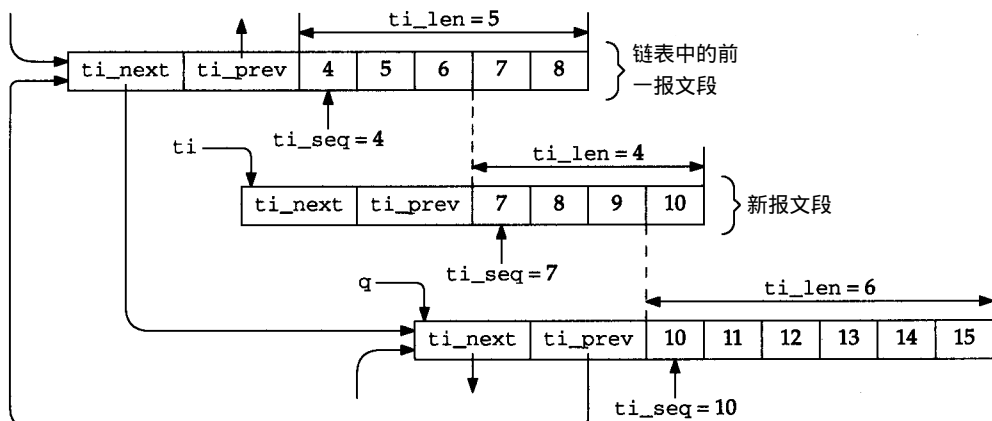 ti_len=5
ti_next ti_prev 4 5 6 7 8
链表中的前
一报文段
ti_seq=4
ti
ti_len=4
ti_next ti_prev 7 8 9 10
新报文段
ti_seq=7
q
ti_len=6
ti_next ti_prev 10 11 12 13 14 15
ti_seq=10